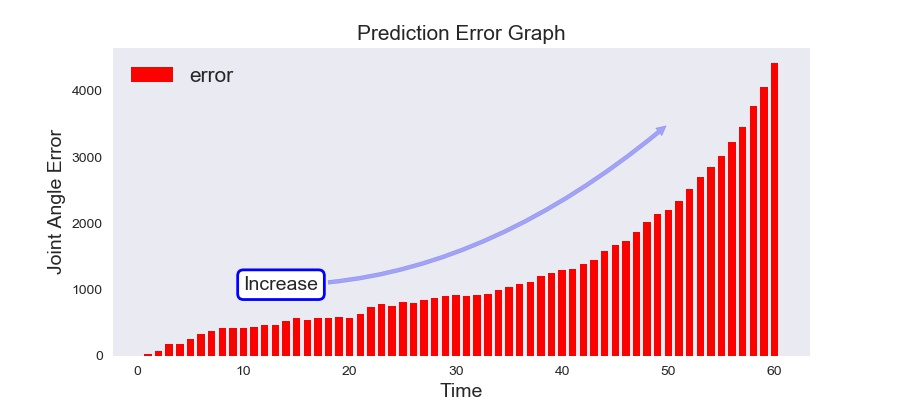 Prediction Error Graph
error
Joint Angle Error
4000
3000
2000
1000
0
Increase
0 10 20 30 40 50 60
Time